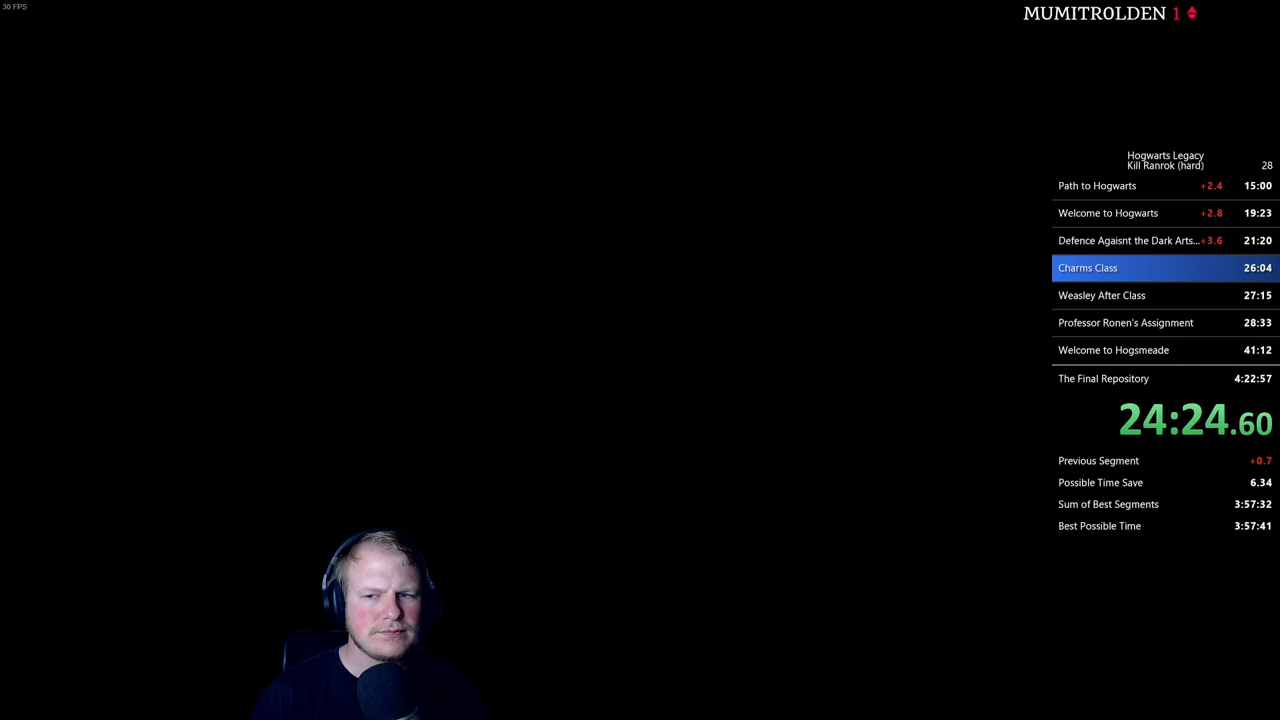 30 FPS
MUMITROLDEN 1
Hogwarts Legacy
Kill Ranrok (hard) 28
Path to Hogwarts +2.4 15:00
Welcome to Hogwarts +2.8 19:23
Defence Agaisnt the Dark Arts... +3.6 21:20
Charms Class 26:04
Weasley After Class 27:15
Professor Ronen's Assignment 28:33
Welcome to Hogsmeade 41:12
The Final Repository 4:22:57
24:24.60
Previous Segment +0.7
Possible Time Save 6.34
Sum of Best Segments 3:57:32
Best Possible Time 3:57:41